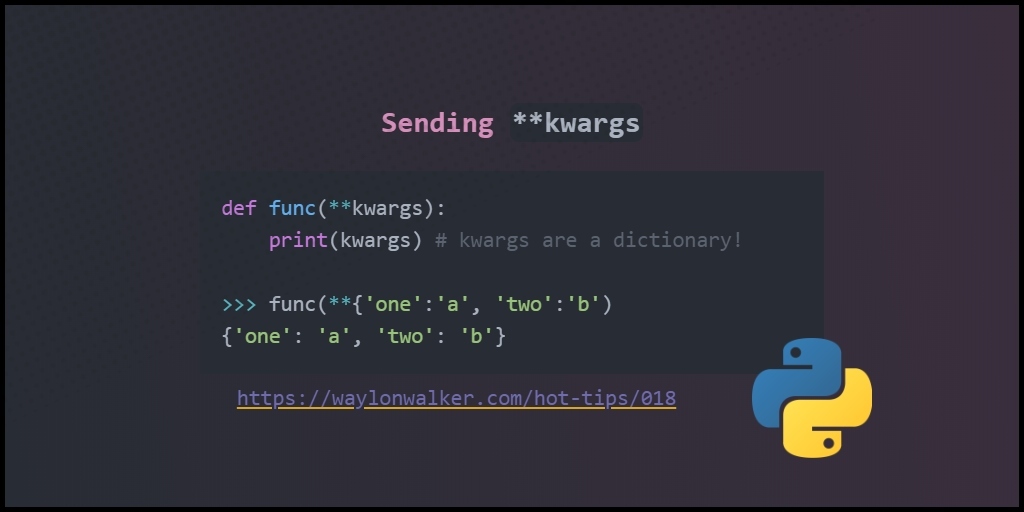 Sending **kwargs
def func(**kwargs):
    print(kwargs) # kwargs are a dictionary!
>>> func(**{'one':'a', 'two':'b')
{'one': 'a', 'two': 'b'}
https://waylonwalker.com/hot-tips/018